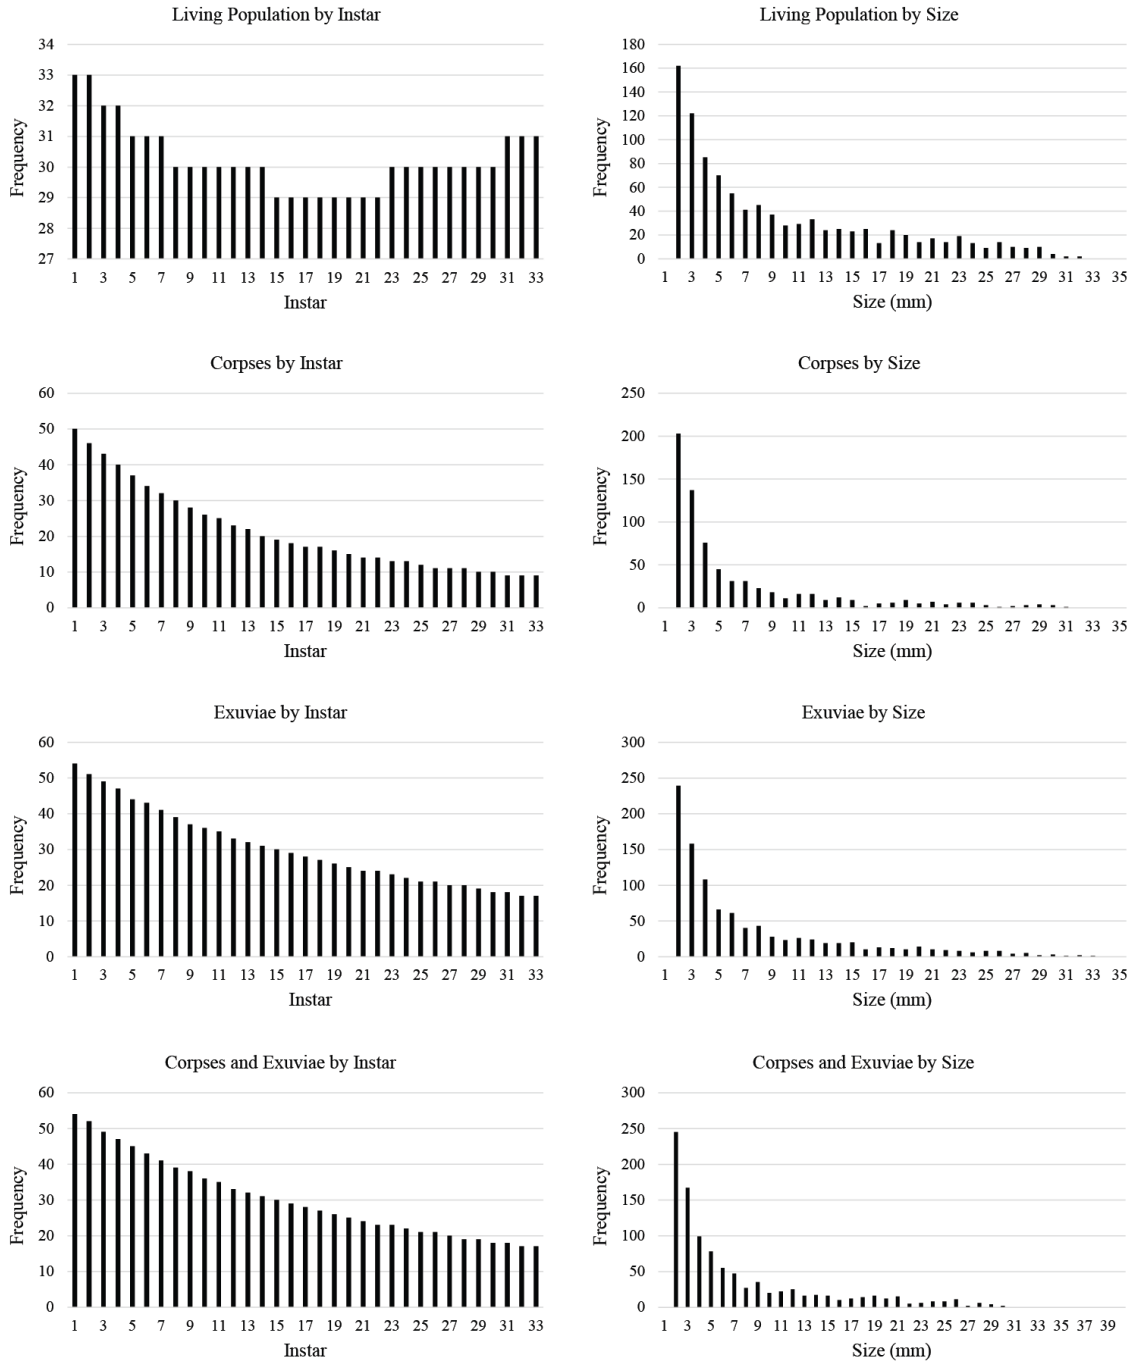 Living Population by Instar
34
33
32
31
30
29
28
27
Frequency
1 3 5 7 9 11 13 15 17 19 21 23 25 27 29 31 33
Instar
Living Population by Size
180
160
140
120
100
80
60
40
20
0
Frequency
1 3 5 7 9 11 13 15 17 19 21 23 25 27 29 31 33 35
Size (mm)
Corpses by Instar
60
50
40
30
20
10
0
Frequency
1 3 5 7 9 11 13 15 17 19 21 23 25 27 29 31 33
Instar
Corpses by Size
250
200
150
100
50
0
Frequency
1 3 5 7 9 11 13 15 17 19 21 23 25 27 29 31 33 35
Size (mm)
Exuviae by Instar
60
50
40
30
20
10
0
Frequency
1 3 5 7 9 11 13 15 17 19 21 23 25 27 29 31 33
Instar
Exuviae by Size
300
250
200
150
100
50
0
Frequency
1 3 5 7 9 11 13 15 17 19 21 23 25 27 29 31 33 35
Size (mm)
Corpses and Exuviae by Instar
60
50
40
30
20
10
0
Frequency
1 3 5 7 9 11 13 15 17 19 21 23 25 27 29 31 33
Instar
Corpses and Exuviae by Size
300
250
200
150
100
50
0
Frequency
1 3 5 7 9 11 13 15 17 19 21 23 25 27 29 31 33 35 37 39
Size (mm)